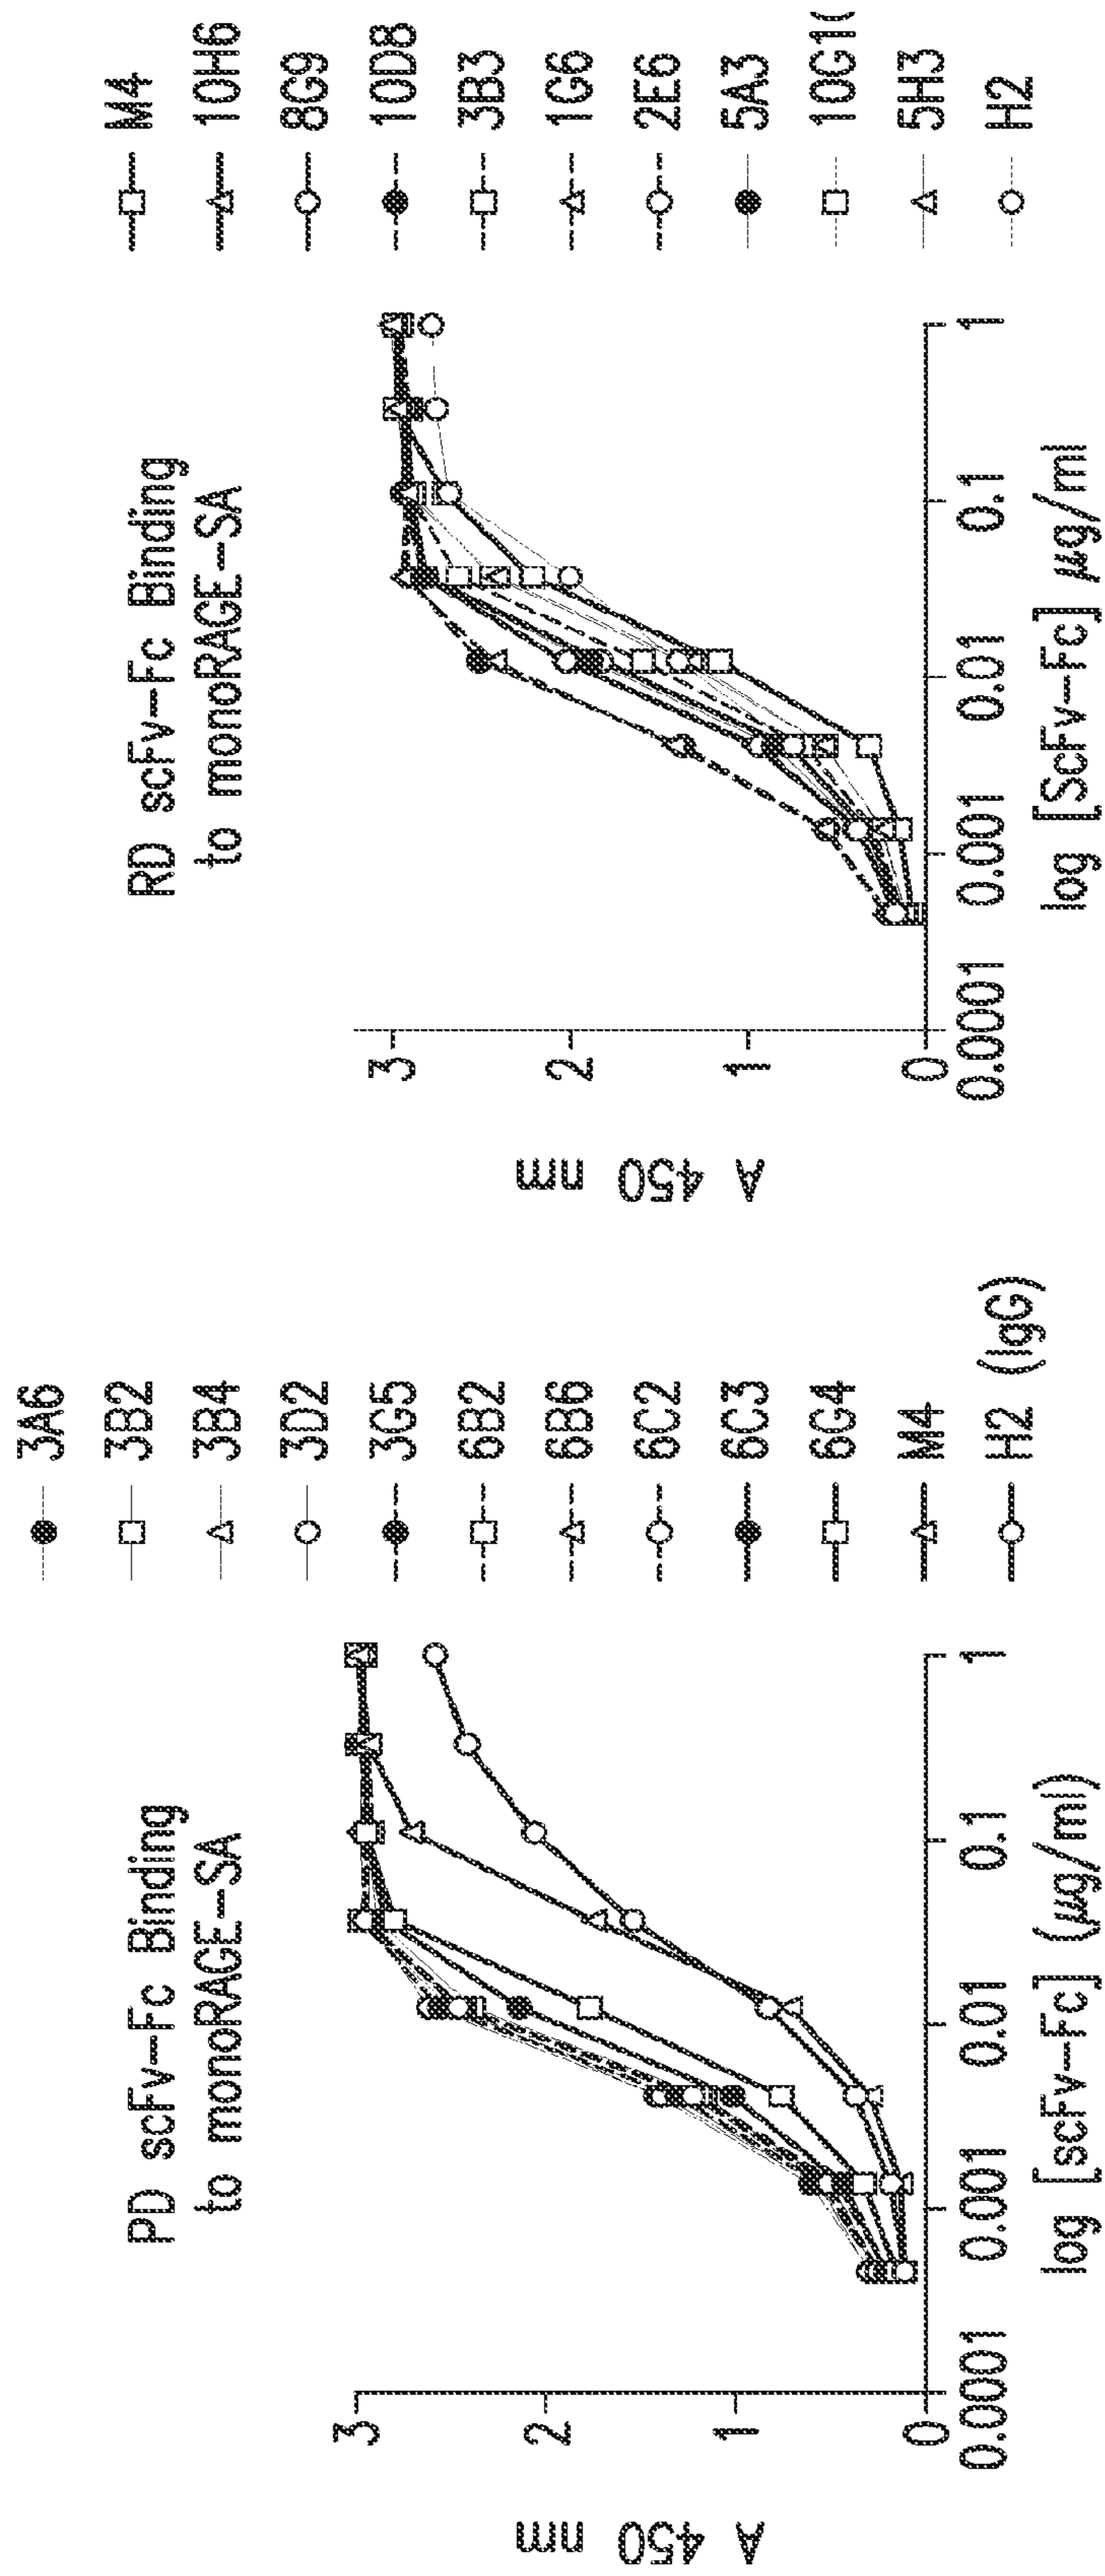 PD scFv-Fc Binding
to monoRAGE-SA
A 450 nm
3
2
1
0
0.0001
0.001
0.01
0.1
1
log [scFv-Fc] (µg/ml)
3A6
3B2
3B4
3D2
3G5
6B2
6B6
6C2
6C3
6G4
M4
H2 (IgG)
RD scFv-Fc Binding
to monoRAGE-SA
A 450 nm
3
2
1
0
0.0001
0.001
0.01
0.1
1
log [ScFv-Fc] µg/ml
M4
10H6
8G9
10D8
3B3
1G6
2E6
5A3
10G1(
5H3
H2